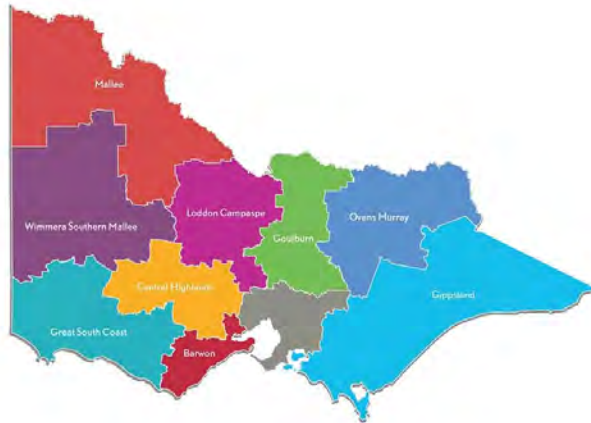 Mallee
Loddon Campaspe
Ovens Murray
Wimmera Southern Mallee
Goulburn
Central Highlands
Gippsland
Great South Coast
Barwon